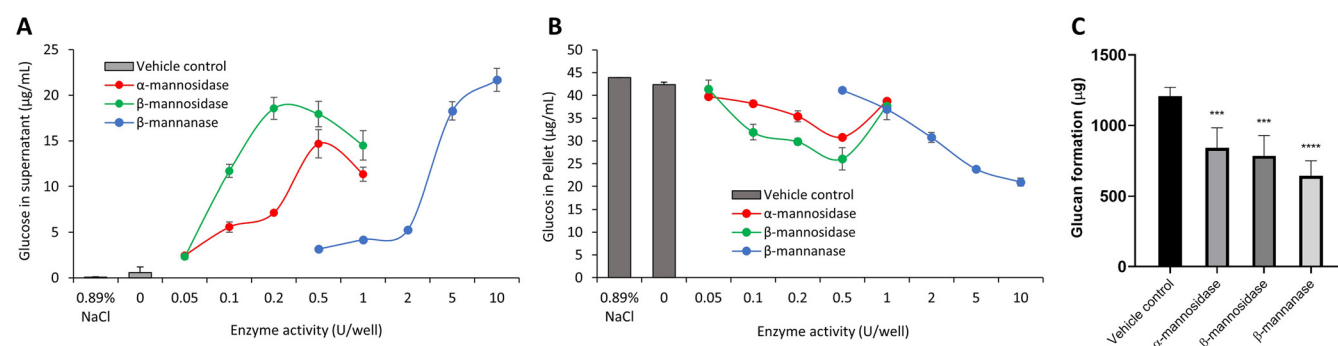 A
25
20
15
10
5
0
Glucose in supernatant (µg/mL)
Vehicle control
α-mannosidase
β-mannosidase
β-mannanase
0.89% 0 0.05 0.1 0.2 0.5 1 2 5 10
NaCl
Enzyme activity (U/well)
B
50
45
40
35
30
25
20
15
10
5
0
Glucos in Pellet (µg/mL)
Vehicle control
α-mannosidase
β-mannosidase
β-mannanase
0.89% 0 0.05 0.1 0.2 0.5 1 2 5 10
NaCl
Enzyme activity (U/well)
C
1500
1000
500
0
Glucan formation (µg)
***
***
****
Vehicle control
α-mannosidase
β-mannosidase
β-mannanase